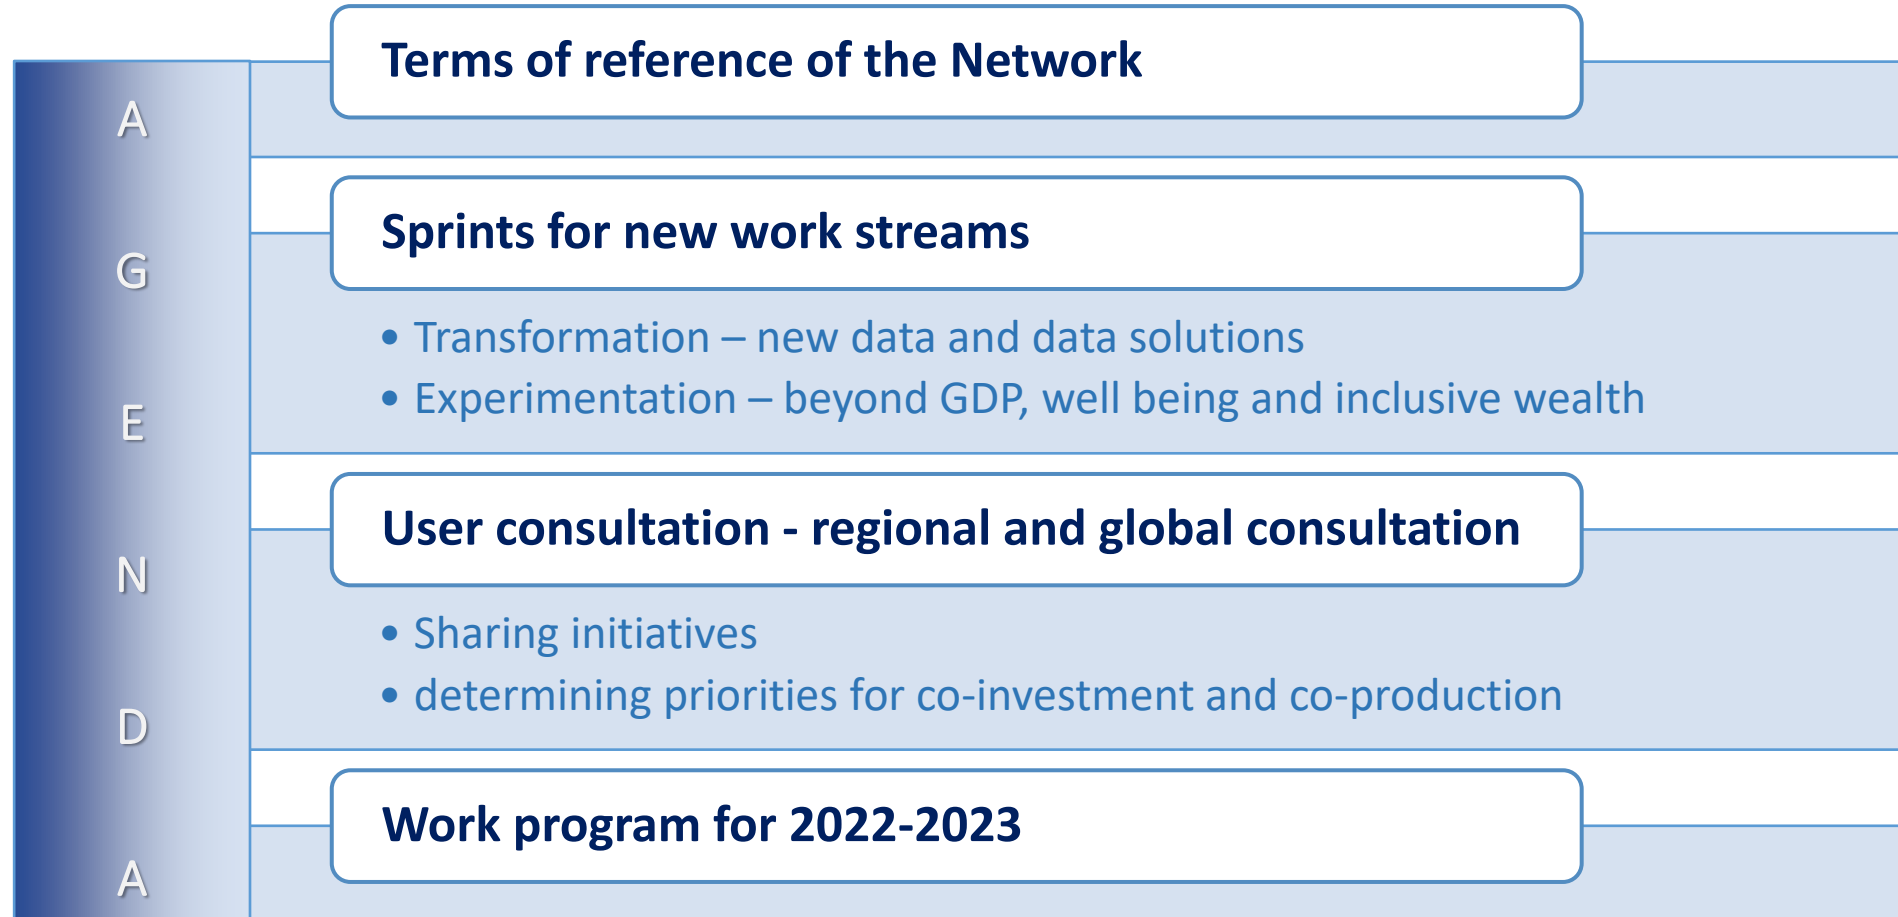 A
G
E
N
D
A
Terms of reference of the Network
Sprints for new work streams
• Transformation – new data and data solutions
• Experimentation – beyond GDP, well being and inclusive wealth
User consultation - regional and global consultation
• Sharing initiatives
• determining priorities for co-investment and co-production
Work program for 2022-2023